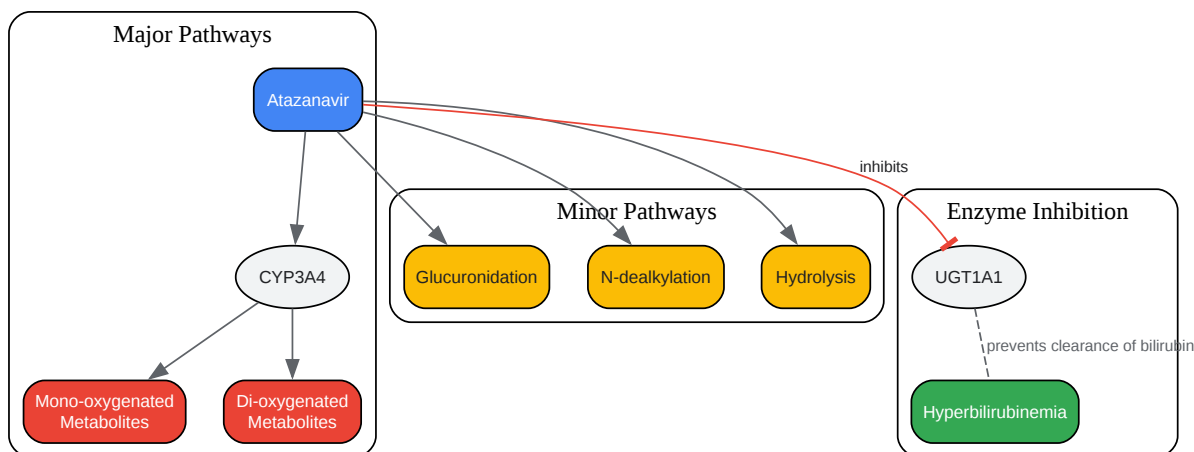 Major Pathways
Atazanavir
inhibits
Minor Pathways
Enzyme Inhibition
CYP3A4
Glucuronidation
N-dealkylation
Hydrolysis
UGT1A1
prevents clearance of bilirubin
Mono-oxygenated
Metabolites
Di-oxygenated
Metabolites
Hyperbilirubinemia